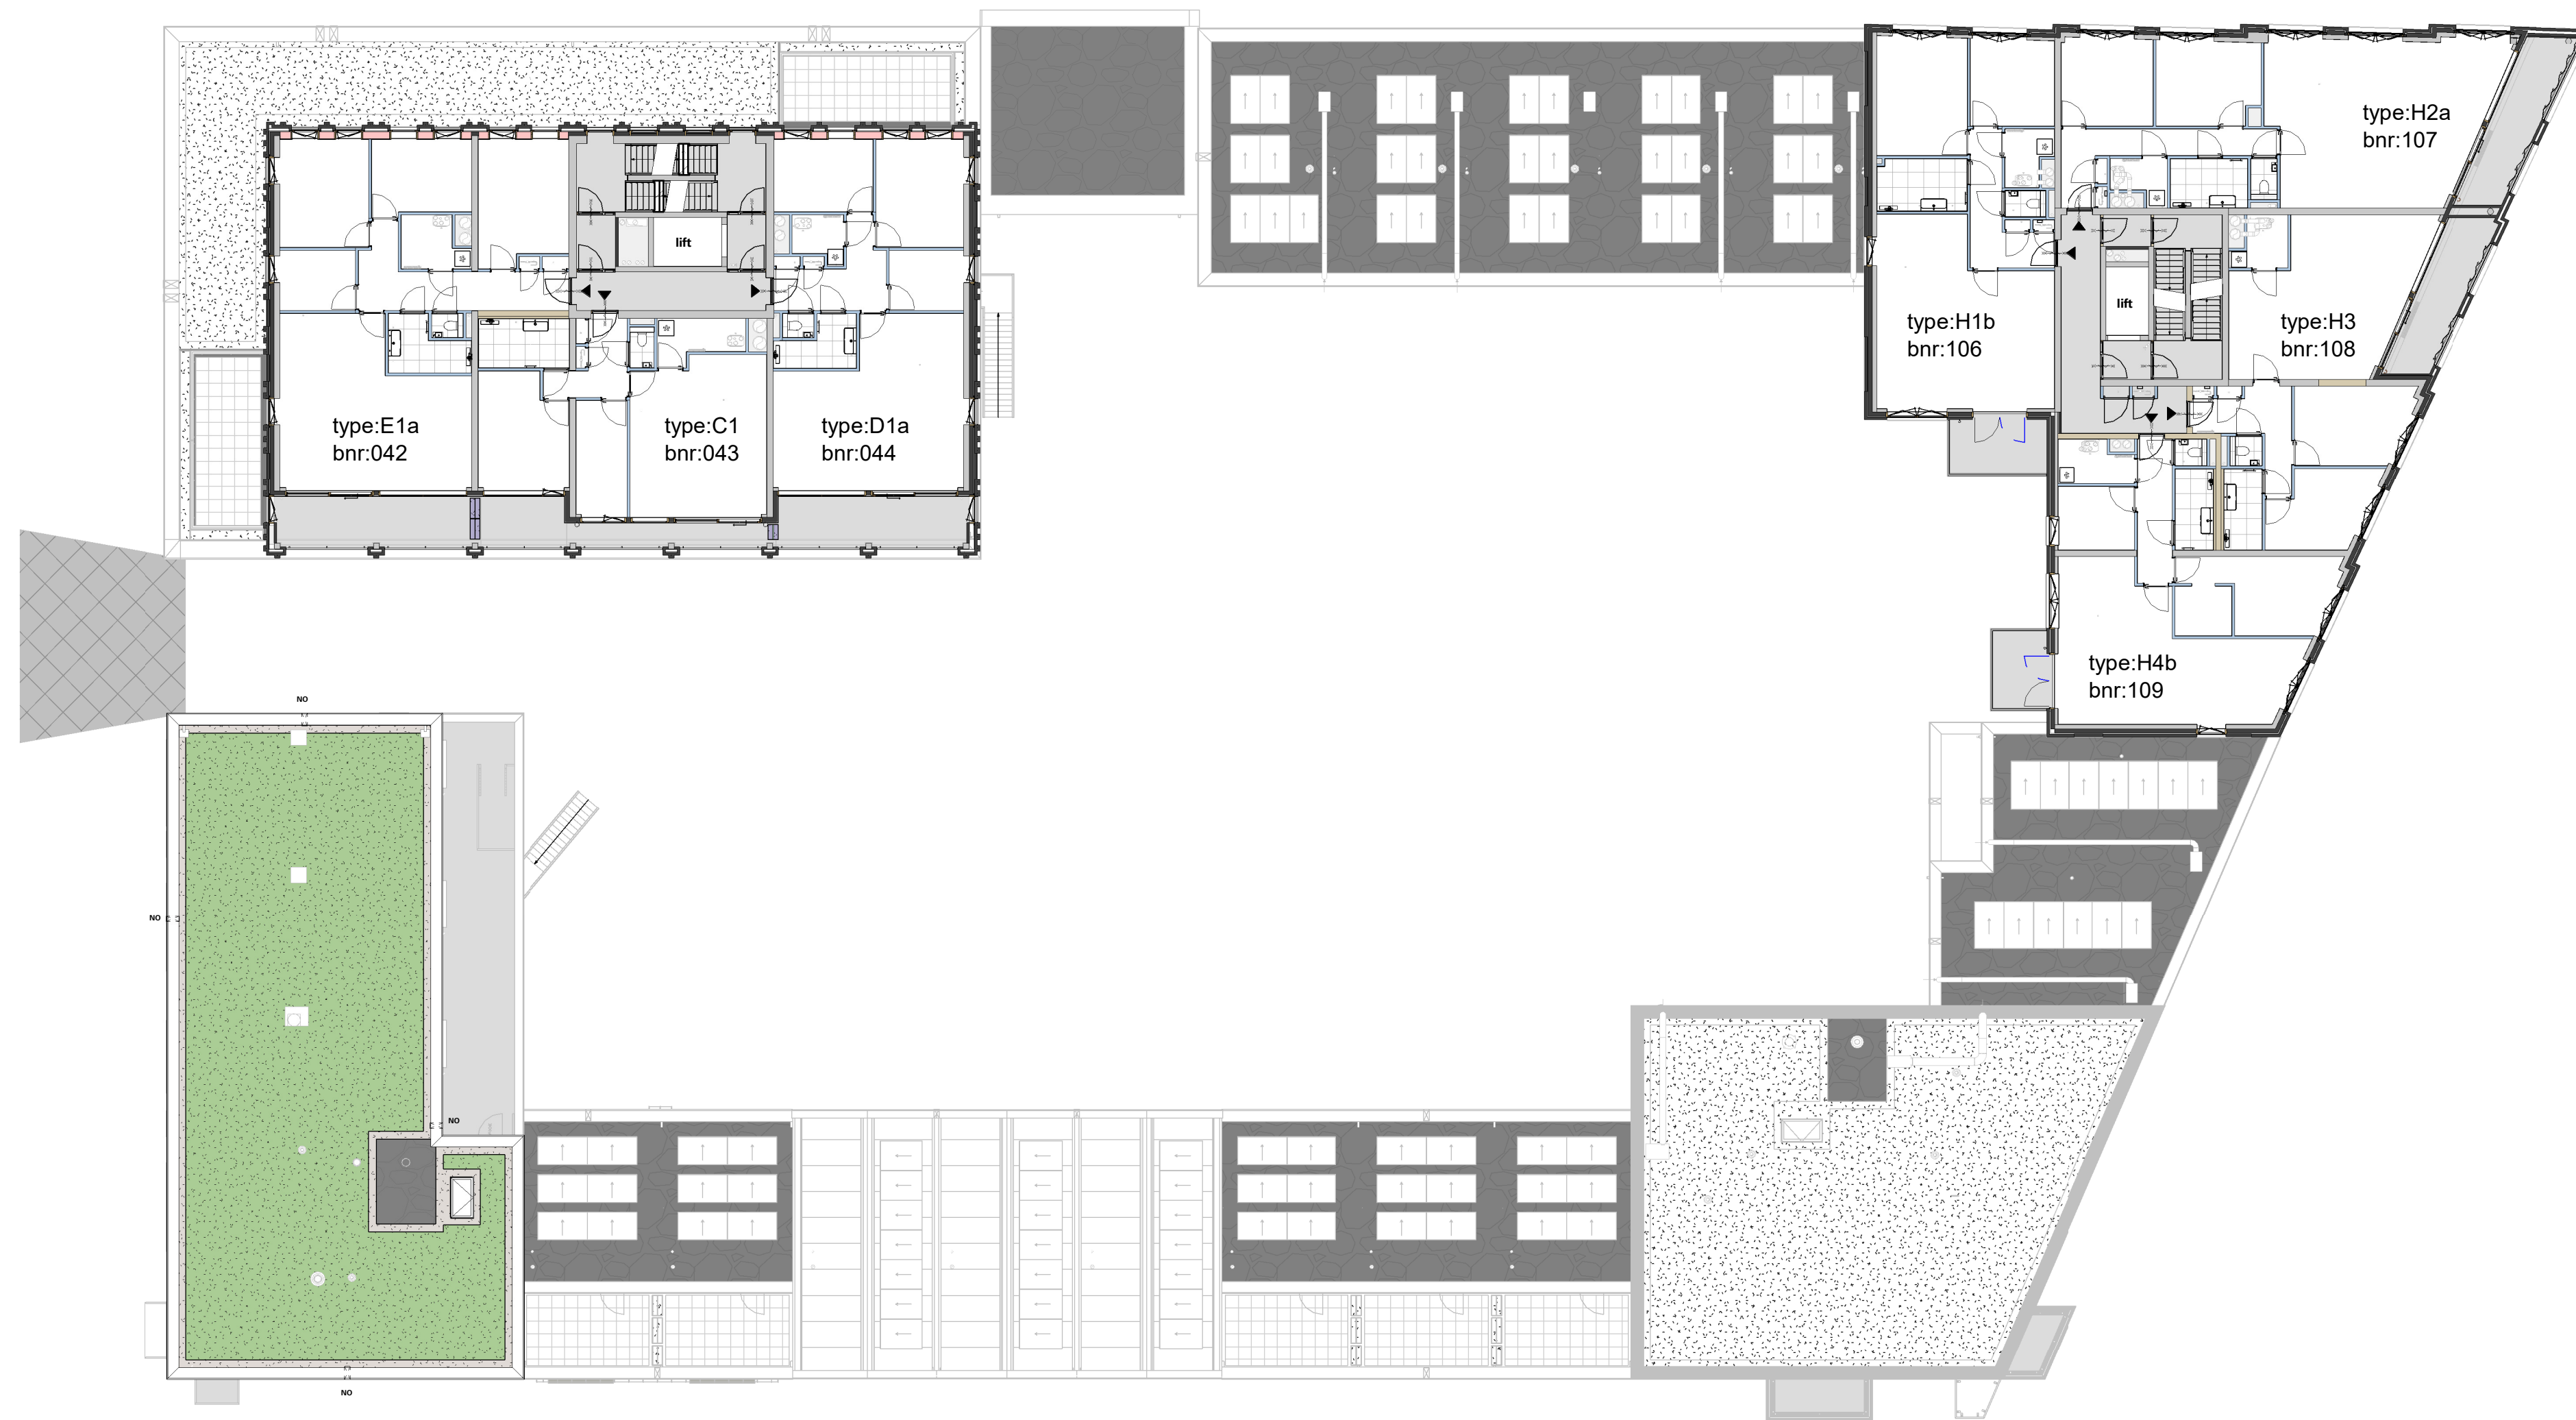 type:H2a
bnr:107
lift
lift
type:H1b
bnr:106
type:H3
bnr:108
type:E1a
bnr:042
type:C1
bnr:043
type:D1a
bnr:044
type:H4b
bnr:109
NO
NO
NO
NO